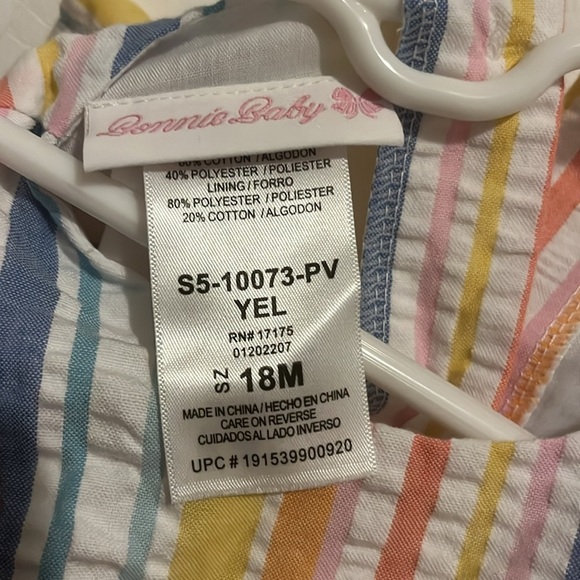 Bonnie Baby
60% COTTON / ALGODON
40% POLYESTER / POLIESTER
LINING / FORRO
80% POLYESTER / POLIESTER
20% COTTON / ALGODON
S5-10073-PV
YEL
RN# 17175
01202207
SZ 18M
MADE IN CHINA / HECHO EN CHINA
CARE ON REVERSE
CUIDADOS AL LADO INVERSO
UPC # 191539900920